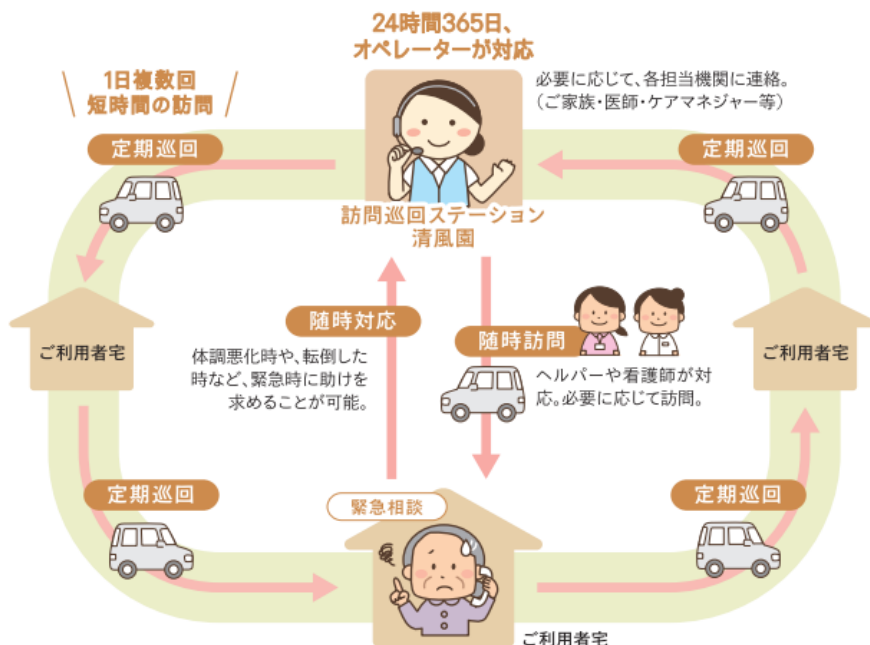 24時間365日、
オペレーターが対応
1日複数回
短時間の訪問
必要に応じて、各担当機関に連絡。
（ご家族・医師・ケアマネジャー等）
定期巡回
定期巡回
訪問巡回ステーション
清風園
随時対応
体調悪化時や、転倒した
時など、緊急時に助けを
求めることが可能。
随時訪問
ヘルパーや看護師が対
応。必要に応じて訪問。
ご利用者宅
ご利用者宅
定期巡回
定期巡回
緊急相談
ご利用者宅